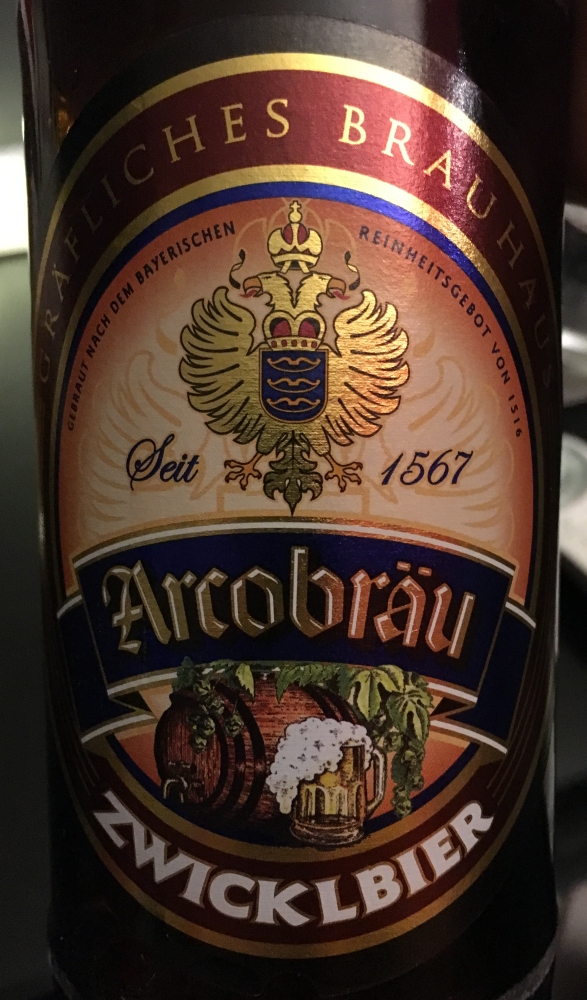 GRÄFLICHES BRAUHAUS
GEBRAUT NACH DEM BAYERISCHEN REINHEITSGEBOT VON 1516
Seit 1567
Arcobräu
ZWICKLBIER